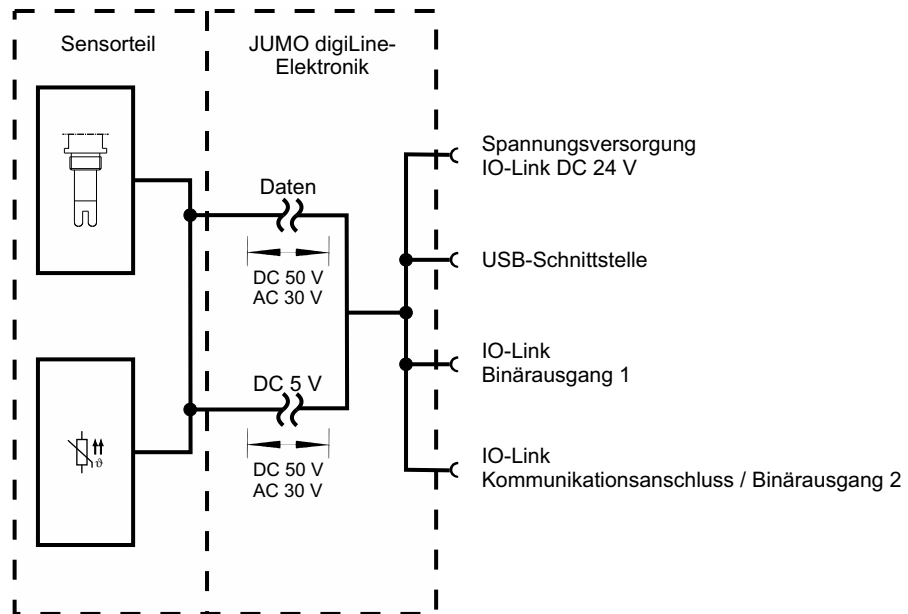 Sensorteil
JUMO digiLine-
Elektronik
Spannungsversorgung
IO-Link DC 24 V
Daten
DC 50 V
AC 30 V
USB-Schnittstelle
IO-Link
Binärausgang 1
DC 5 V
DC 50 V
AC 30 V
IO-Link
Kommunikationsanschluss / Binärausgang 2
ϑ